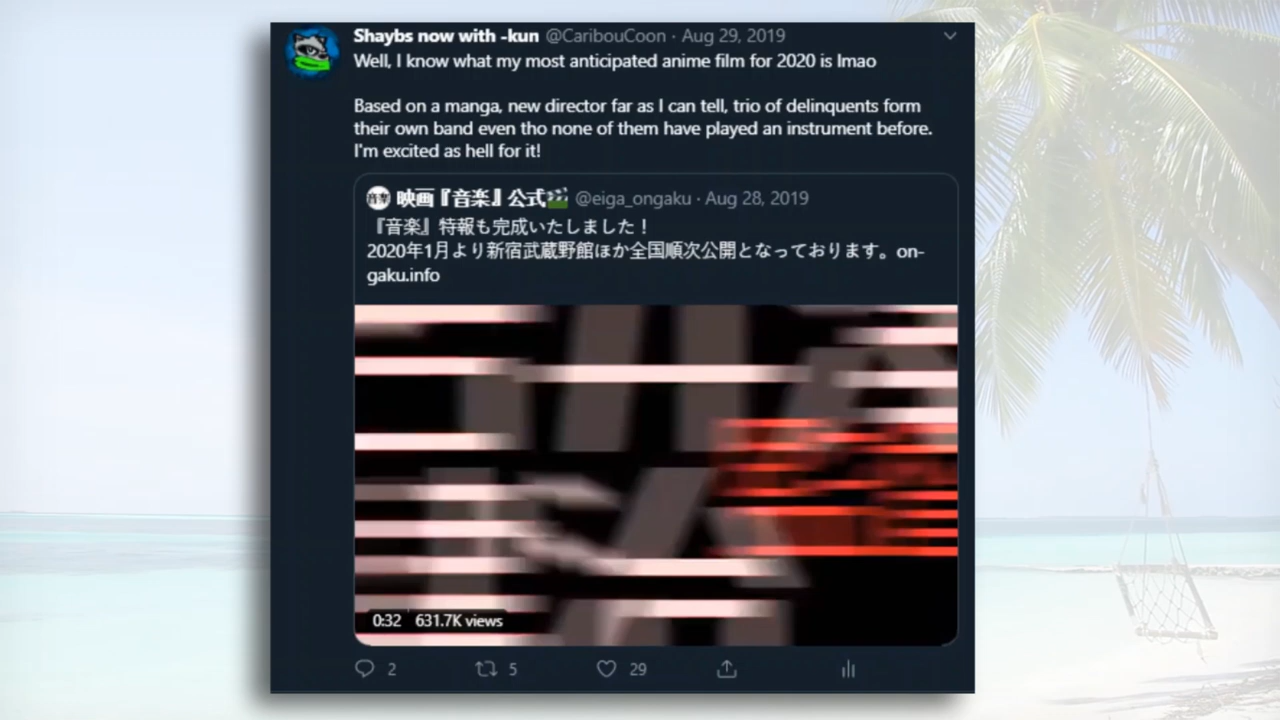 Shaybs now with -kun @CaribouCoon · Aug 29, 2019
Well, I know what my most anticipated anime film for 2020 is lmao
Based on a manga, new director far as I can tell, trio of delinquents form
their own band even tho none of them have played an instrument before.
I'm excited as hell for it!
映画『音楽』公式🎬 @eiga_ongaku · Aug 28, 2019
『音楽』特報も完成いたしました！
2020年1月より新宿武蔵野館ほか全国順次公開となっております。on-
gaku.info
0:32 631.7K views
2 5 29